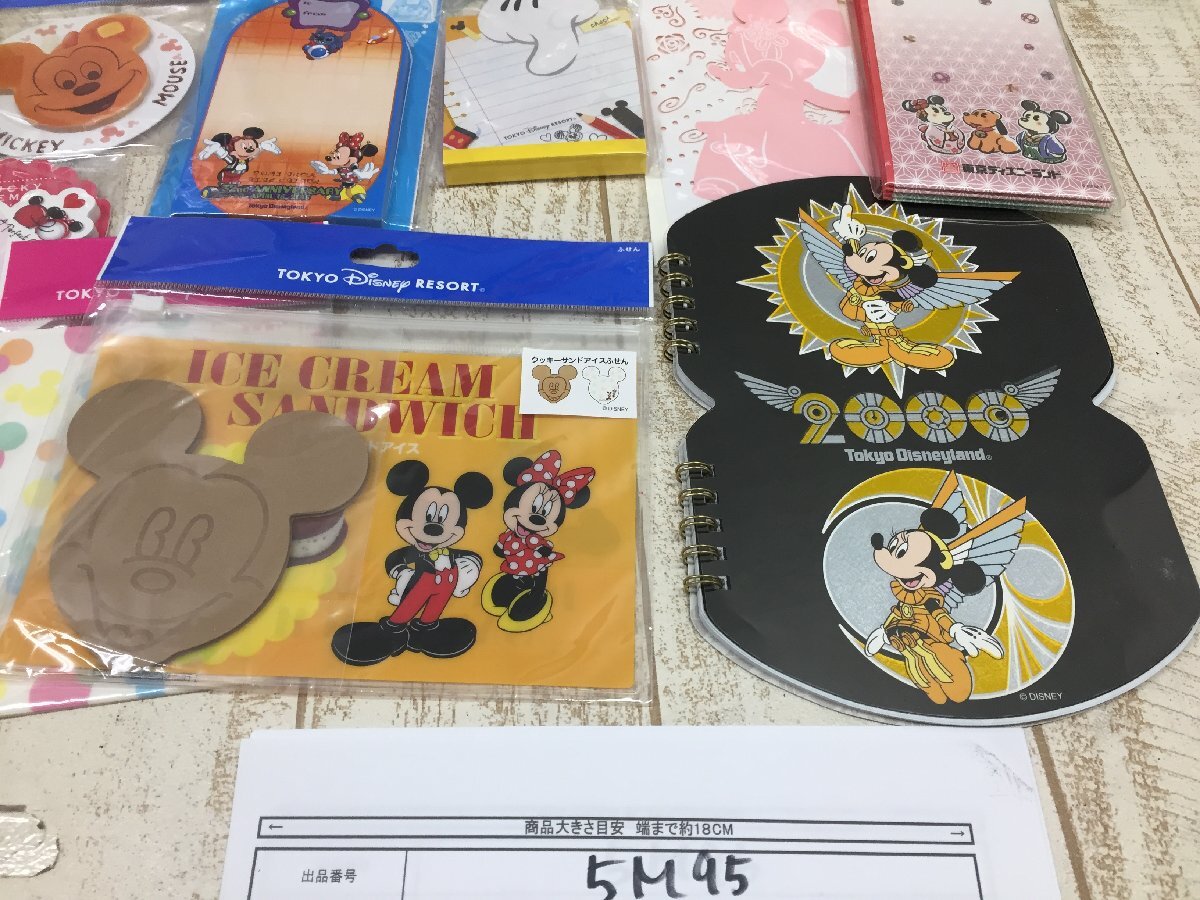 MICKEY
MOUSE
Tokyo Disneyland
© DISNEY
TOKYO Disney RESORT
東京ディズニーランド
ふせん
TOKYO Disney RESORT
TOKYO
ICE CREAM
SANDWICH
アイス
クッキーサンドアイスふせん
© DISNEY
2000
Tokyo Disneyland®
© DISNEY
← 商品大きさ目安 端まで約18CM →
出品番号
5M95